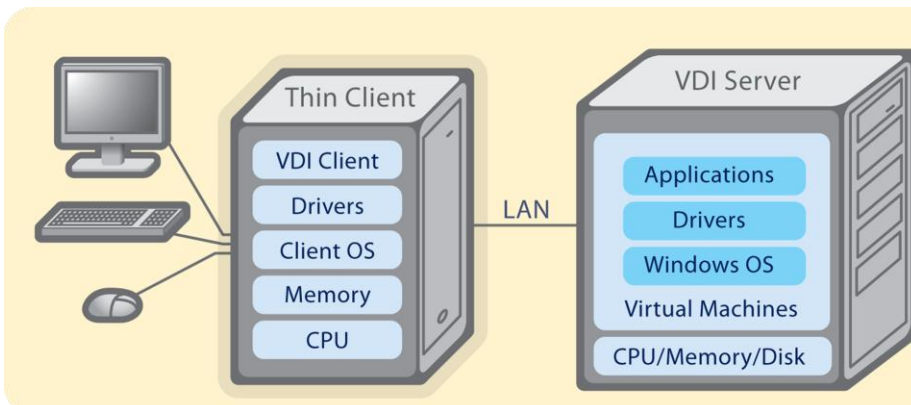 Thin Client
VDI Client
Drivers
Client OS
Memory
CPU
LAN
VDI Server
Applications
Drivers
Windows OS
Virtual Machines
CPU/Memory/Disk